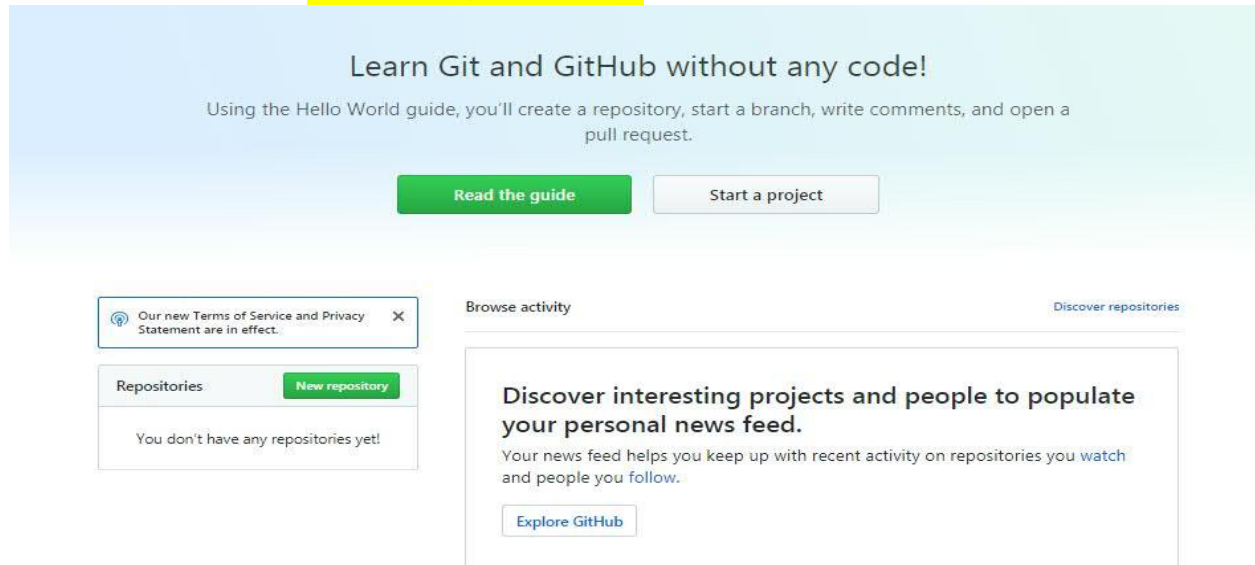 Learn Git and GitHub without any code!
Using the Hello World guide, you'll create a repository, start a branch, write comments, and open a
pull request.
Read the guide
Start a project
Our new Terms of Service and Privacy
Statement are in effect.
Repositories
New repository
You don't have any repositories yet!
Browse activity
Discover repositories
Discover interesting projects and people to populate
your personal news feed.
Your news feed helps you keep up with recent activity on repositories you watch
and people you follow.
Explore GitHub